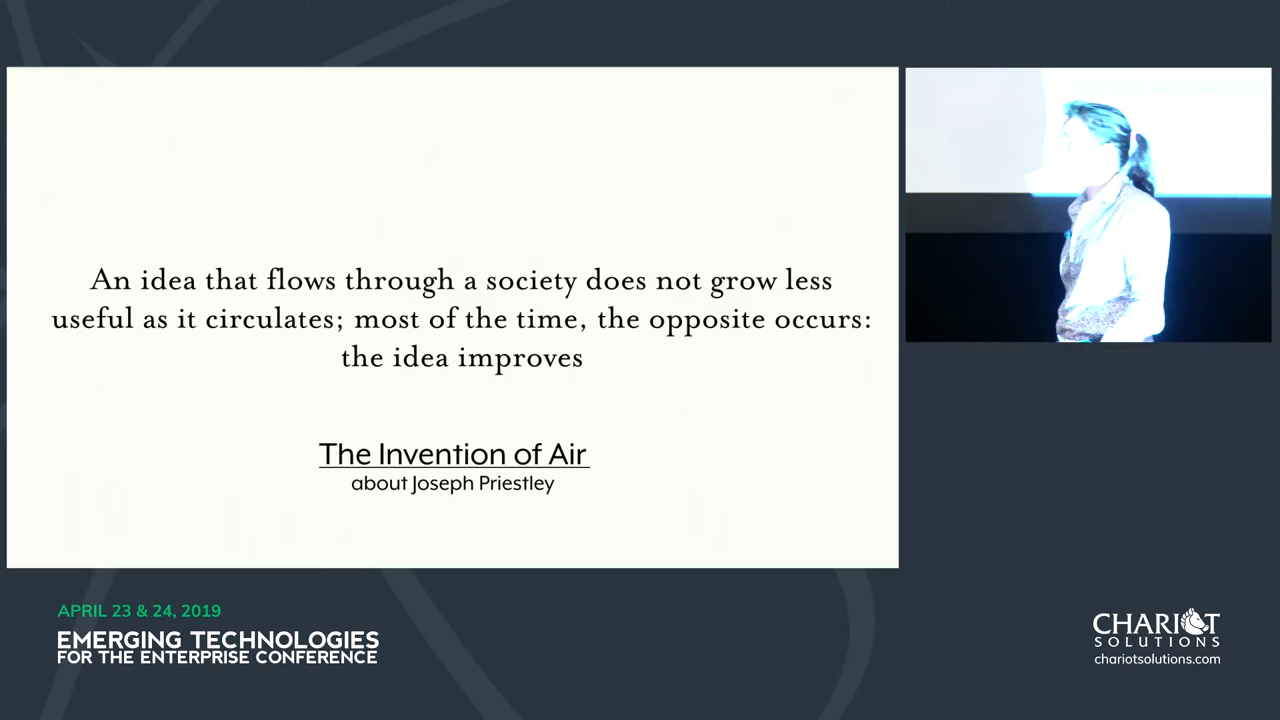 An idea that flows through a society does not grow less
useful as it circulates; most of the time, the opposite occurs:
the idea improves
The Invention of Air
about Joseph Priestley
APRIL 23 & 24, 2019
EMERGING TECHNOLOGIES
FOR THE ENTERPRISE CONFERENCE
CHARIOT
SOLUTIONS
chariotsolutions.com